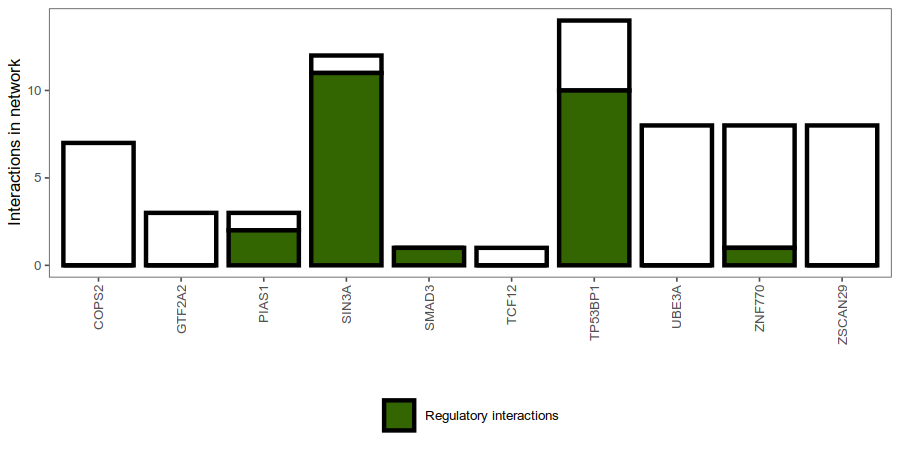 Interactions in network
10
5
0
COPS2
GTF2A2
PIAS1
SIN3A
SMAD3
TCF12
TP53BP1
UBE3A
ZNF770
ZSCAN29
Regulatory interactions